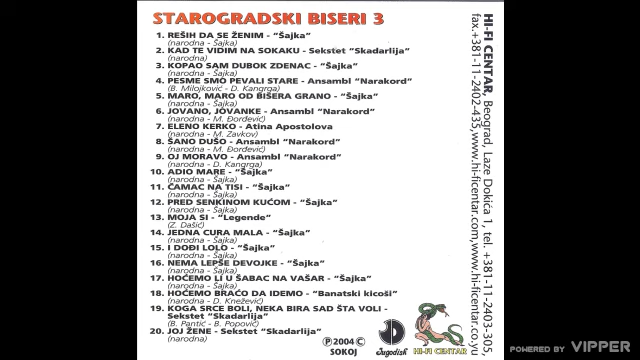 STAROGRADSKI BISERI 3
1. REŠIH DA SE ŽENIM - "Šajka"
(narodna - Šajka)
2. KAD TE VIDIM NA SOKAKU - Sekstet "Skadarlija"
(narodna)
3. KOPAO SAM DUBOK ZDENAC - "Šajka"
(narodna - Šajka)
4. PESME SMO PEVALI STARE - Ansambl "Narakord"
(B. Milojković - D. Kangrga)
5. MARO, MARO OD BIŠERA GRANO - "Šajka"
(narodna - Šajka)
6. JOVANO, JOVANKE - Ansambl "Narakord"
(narodna - M. Đorđević)
7. ELENO KERKO - Atina Apostolova
(narodna - M. Zavkov)
8. ŠANO DUŠO - Ansambl "Narakord"
(narodna - M. Đorđević)
9. OJ MORAVO - Ansambl "Narakord"
(narodna - D. Kangrga)
10. ADIO MARE - "Šajka"
(narodna - Šajka)
11. ČAMAC NA TISI - "Šajka"
(narodna - Šajka)
12. PRED SENKINOM KUĆOM - "Šajka"
(narodna - Šajka)
13. MOJA SI - "Legende"
(Z. Dašić)
14. JEDNA CURA MALA - "Šajka"
(narodna - Šajka)
15. I DOĐI LOLO - "Šajka"
(narodna - Šajka)
16. NEMA LEPŠE DEVOJKE - "Šajka"
(narodna - Šajka)
17. HOĆEMO LI U ŠABAC NA VAŠAR - "Šajka"
(narodna - Šajka)
18. HOĆEMO BRAĆO DA IDEMO - "Banatski kicoši"
(narodna - D. Knežević)
19. KOGA SRCE BOLI, NEKA BIRA SAD ŠTA VOLI -
Sekstet "Skadarlija"
(B. Pantić - B. Popović)
20. JOJ ŽENE - Sekstet "Skadarlija"
(narodna)
℗ 2004 ©
SOKOJ
Jugodisk
HI-FI CENTAR
HI-FI CENTAR, Beograd, Laze Dokića 1, tel. +381-11-2403-305,
fax.+381-11-2402-435,www.hi-ficentar.com,www.hi-ficentar.co.yu
POWERED BY VIPPER